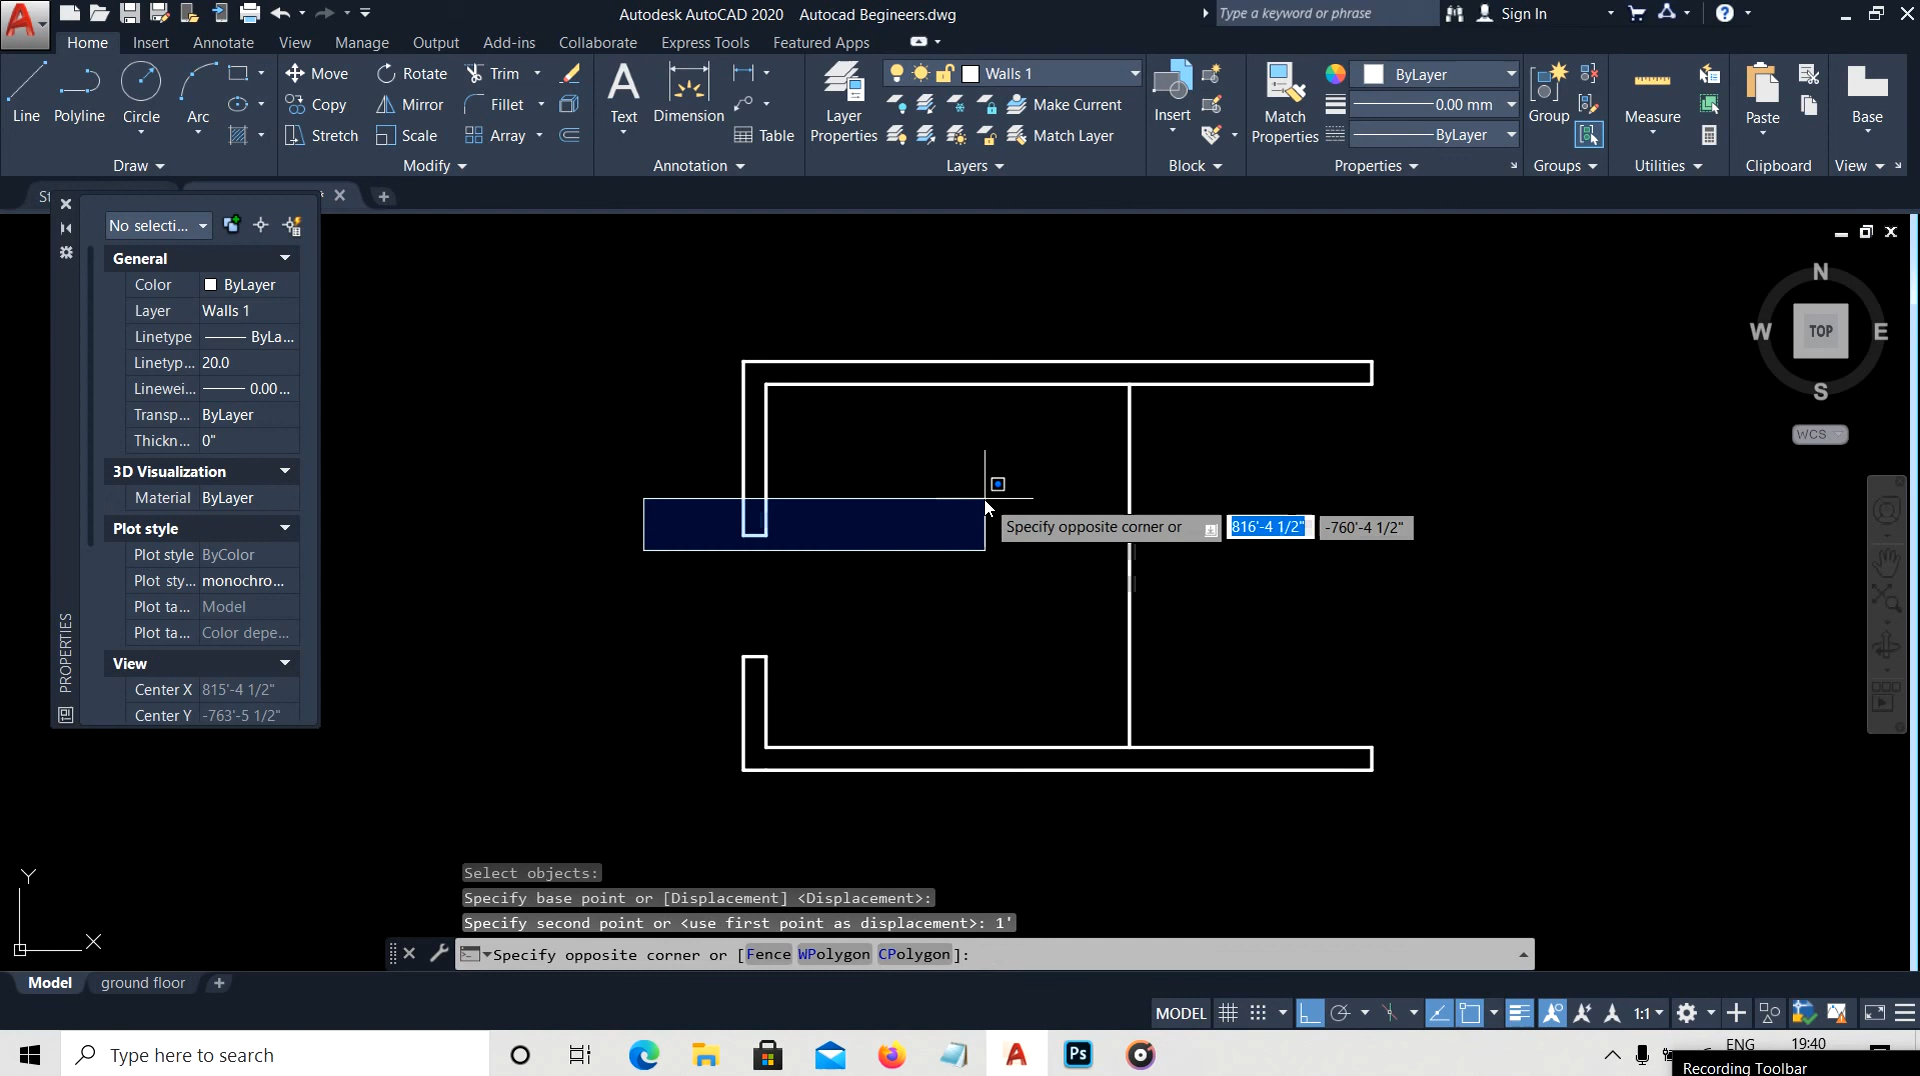 Autodesk AutoCAD 2020 Autocad Begineers.dwg
Type a keyword or phrase
Sign In
Home Insert Annotate View Manage Output Add-ins Collaborate Express Tools Featured Apps
Line Polyline Circle Arc
Draw
Move Rotate Trim
Copy Mirror Fillet
Stretch Scale Array
Modify
Text Dimension Table
Annotation
Layer Properties
Walls 1
Make Current
Match Layer
Layers
Insert
Block
Match Properties
ByLayer
0.00 mm
ByLayer
Properties
Group
Groups
Measure
Utilities
Paste
Clipboard
Base
View
No selecti...
General
Color ByLayer
Layer Walls 1
Linetype ByLa...
Linetyp... 20.0
Linewei... 0.00...
Transp... ByLayer
Thickn... 0"
3D Visualization
Material ByLayer
Plot style
Plot style ByColor
Plot sty... monochro...
Plot ta... Model
Plot ta... Color depe...
View
Center X 815'-4 1/2"
Center Y -763'-5 1/2"
PROPERTIES
N
W TOP E
S
WCS
Specify opposite corner or 816'-4 1/2" -760'-4 1/2"
Y
X
Select objects:
Specify base point or [Displacement] <Displacement>:
Specify second point or <use first point as displacement>: 1'
Specify opposite corner or [Fence WPolygon CPolygon]:
Model ground floor
MODEL 1:1
Type here to search
Ps
ENG
19:40
Recording Toolbar